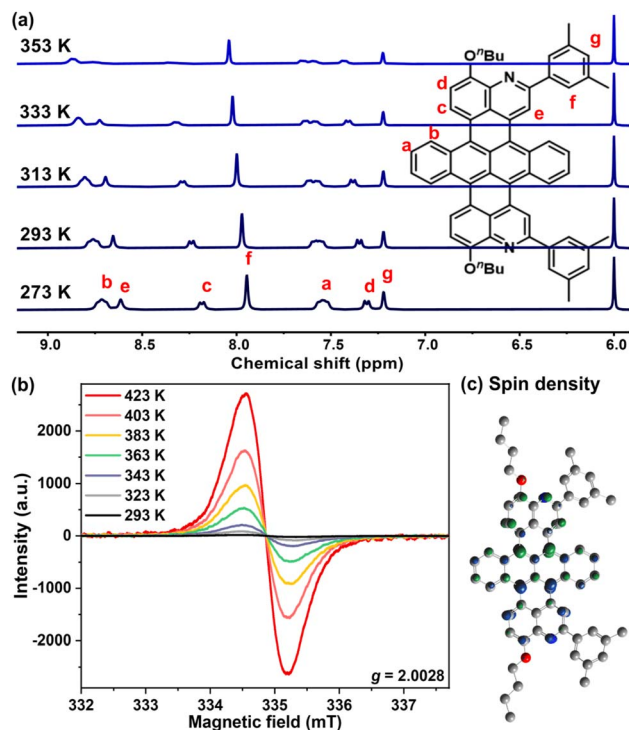 (a)
353 K
333 K
313 K
293 K
273 K
b
e
c
f
a
d
g
OⁿBu
N
g
d
c
e
f
b
a
N
OⁿBu
9.0 8.5 8.0 7.5 7.0 6.5 6.0
Chemical shift (ppm)
(b)
423 K
403 K
383 K
363 K
343 K
323 K
293 K
2000
1000
0
-1000
-2000
Intensity (a.u.)
g = 2.0028
332 333 334 335 336 337
Magnetic field (mT)
(c) Spin density